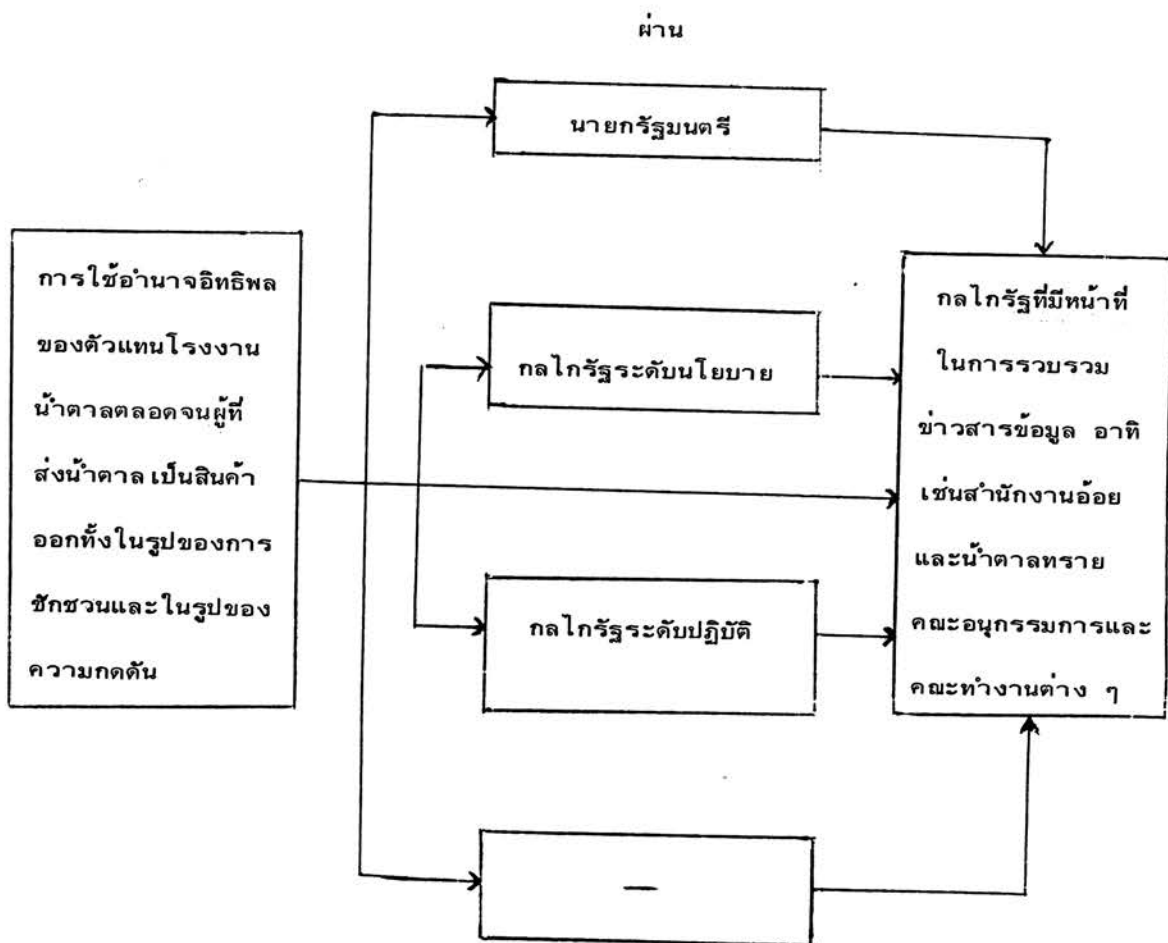 ผ่าน
นายกรัฐมนตรี
การใช้อำนาจอิทธิพล
ของตัวแทนโรงงาน
น้ำตาลตลอดจนผู้ที่
ส่งน้ำตาลเป็นสินค้า
ออกทั้งในรูปของการ
ชักชวนและในรูปของ
ความกดดัน
กลไกรัฐระดับนโยบาย
กลไกรัฐระดับปฏิบัติ
—
กลไกรัฐที่มีหน้าที่
ในการรวบรวม
ข่าวสารข้อมูล อาทิ
เช่นสำนักงานอ้อย
และน้ำตาลทราย
คณะอนุกรรมการและ
คณะทำงานต่าง ๆ